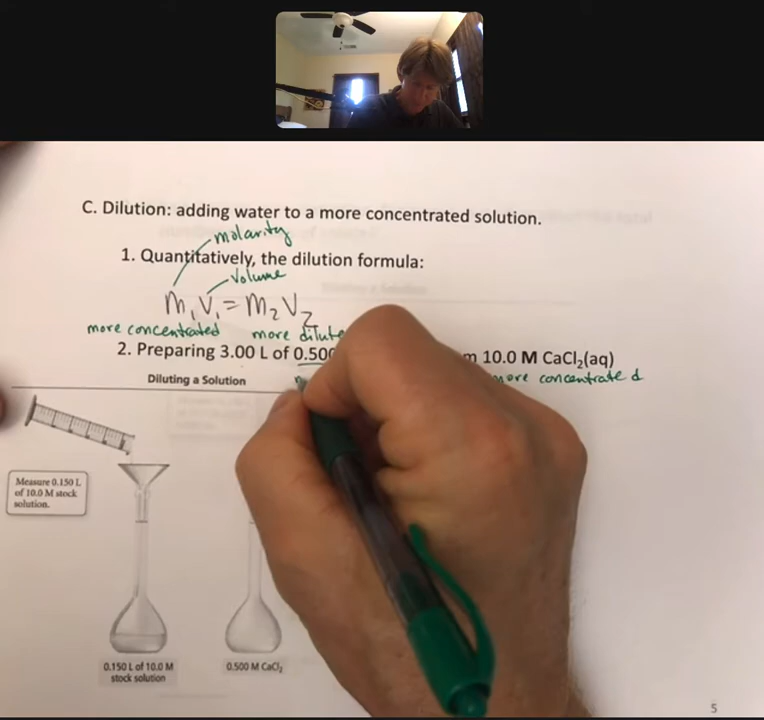 C. Dilution: adding water to a more concentrated solution.
molarity
1. Quantitatively, the dilution formula:
Volume
M₁V₁ = M₂V₂
more concentrated more dilute
2. Preparing 3.00 L of 0.500 10.0 M CaCl₂(aq)
more concentrated
Diluting a Solution
Measure 0.150 L
of 10.0 M stock
solution.
0.150 L of 10.0 M
stock solution
0.500 M CaCl₂
5